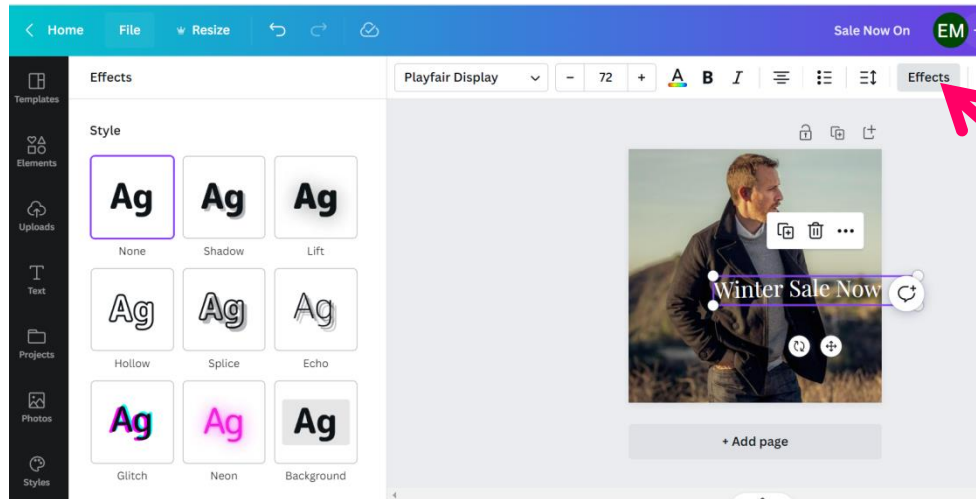 Home File Resize Sale Now On EM
Effects Playfair Display - 72 + A B I Effects
Templates
Style
Elements
Ag Ag Ag
Uploads
None Shadow Lift
Text
Winter Sale Now
Ag Ag Ag
Projects
Hollow Splice Echo
Photos
Ag Ag Ag
+ Add page
Styles
Glitch Neon Background